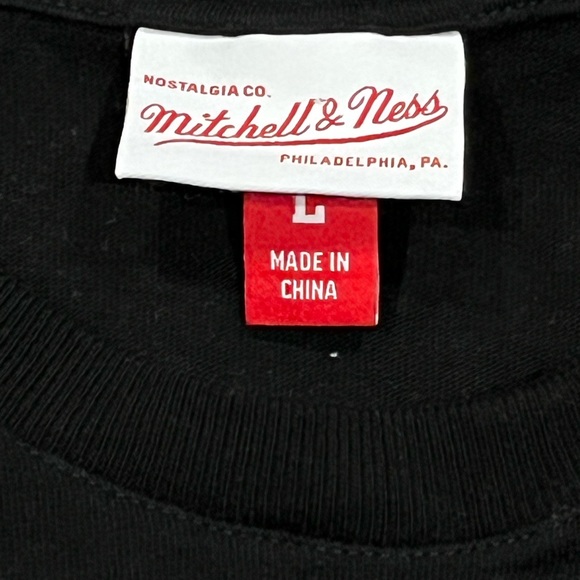 NOSTALGIA CO.
Mitchell & Ness
PHILADELPHIA, PA.
L
MADE IN
CHINA